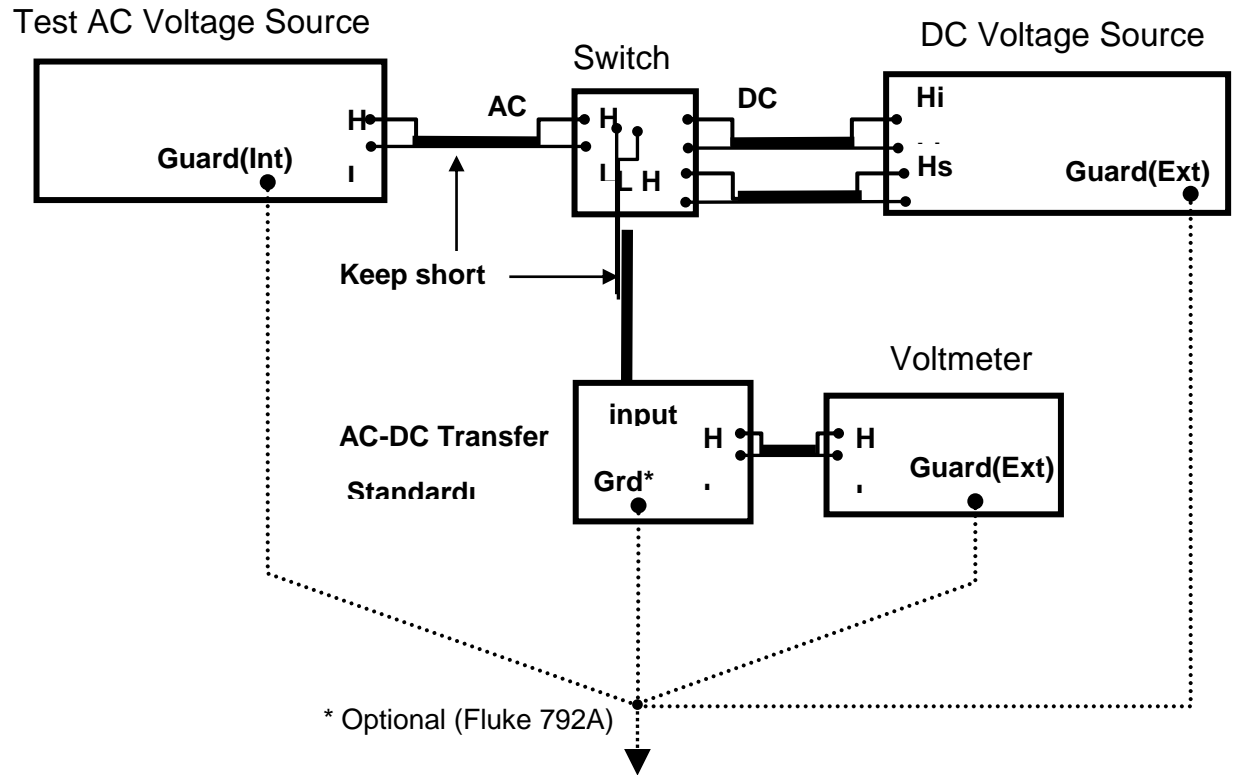 Test AC Voltage Source
DC Voltage Source
Switch
AC
DC
H
H
Hi
Guard(Int)
L H
Hs
Guard(Ext)
Keep short
Voltmeter
input
AC-DC Transfer
H
H
Guard(Ext)
Standard
Grd*
* Optional (Fluke 792A)